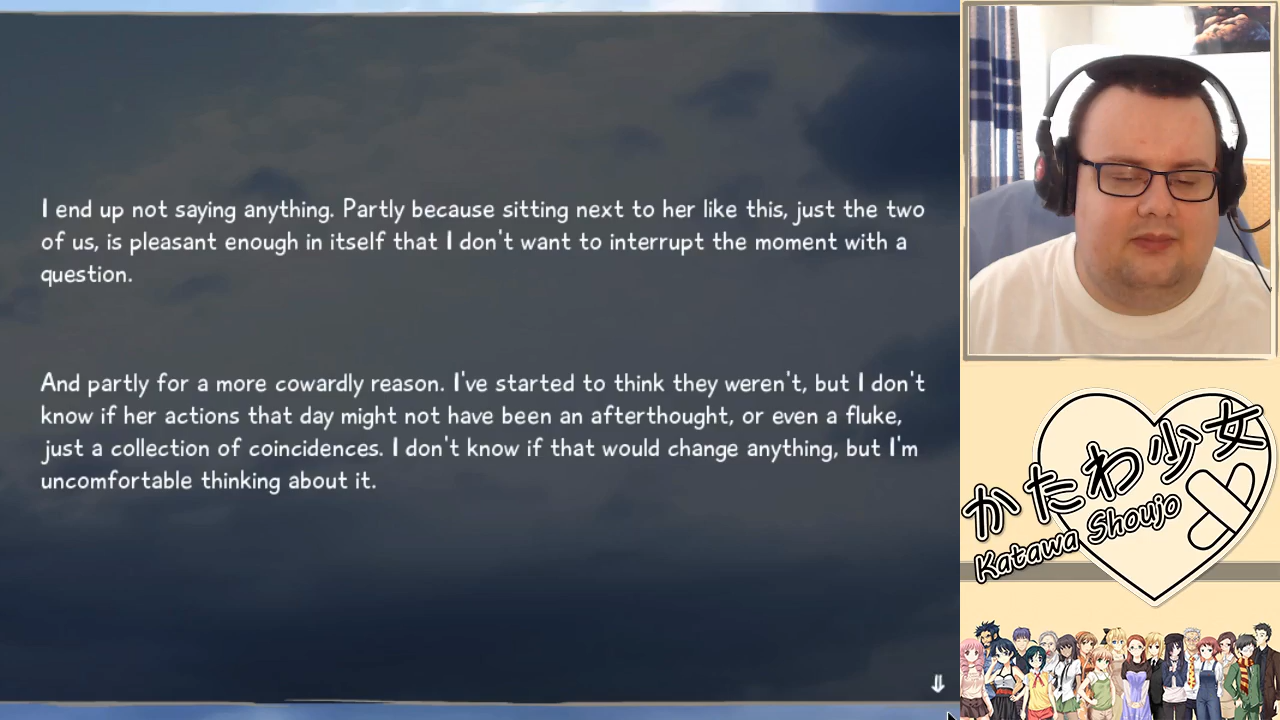 I end up not saying anything. Partly because sitting next to her like this, just the two
of us, is pleasant enough in itself that I don't want to interrupt the moment with a
question.
And partly for a more cowardly reason. I've started to think they weren't, but I don't
know if her actions that day might not have been an afterthought, or even a fluke,
just a collection of coincidences. I don't know if that would change anything, but I'm
uncomfortable thinking about it.
かたわ少女
Katawa Shoujo